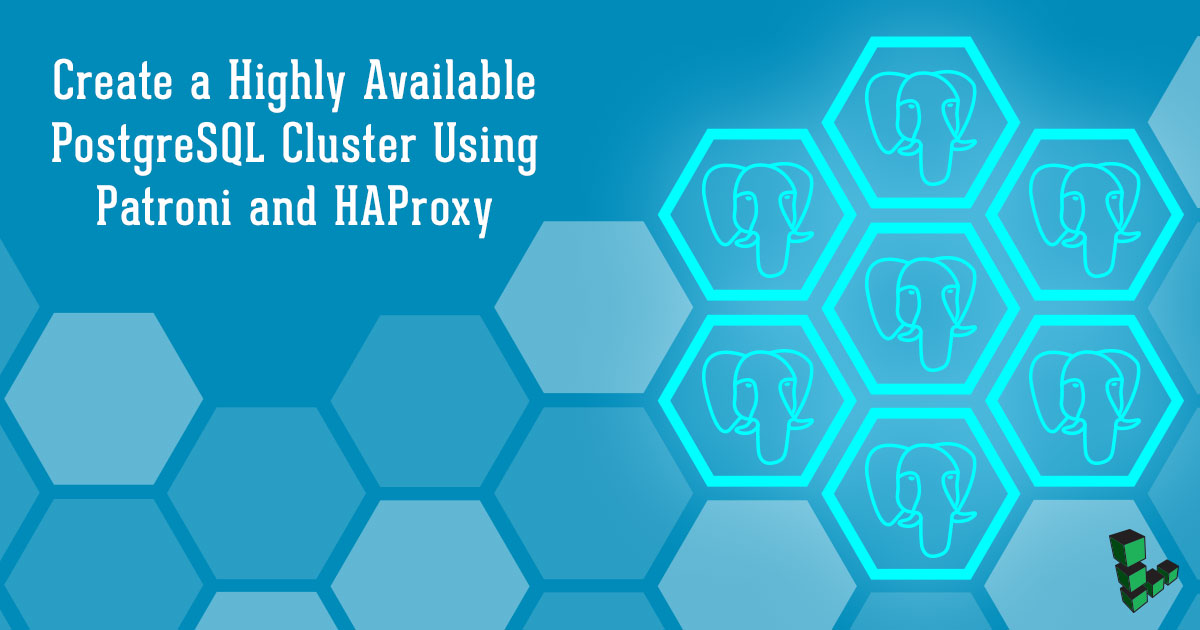 Create a Highly Available
PostgreSQL Cluster Using
Patroni and HAProxy